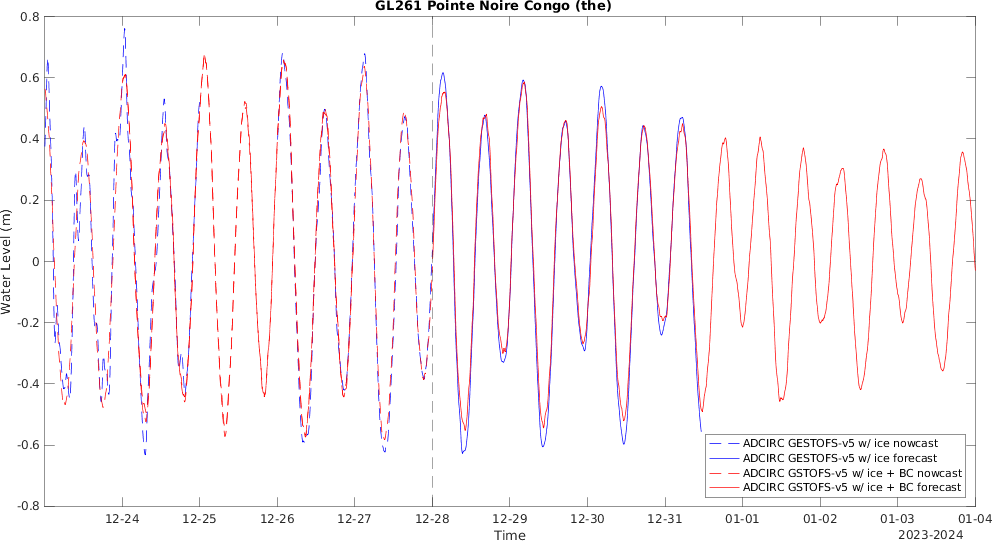 GL261 Pointe Noire Congo (the)
0.8
0.6
0.4
0.2
0
-0.2
-0.4
-0.6
-0.8
Water Level (m)
12-24 12-25 12-26 12-27 12-28 12-29 12-30 12-31 01-01 01-02 01-03 01-04
Time
2023-2024
ADCIRC GESTOFS-v5 w/ ice nowcast
ADCIRC GESTOFS-v5 w/ ice forecast
ADCIRC GSTOFS-v5 w/ ice + BC nowcast
ADCIRC GSTOFS-v5 w/ ice + BC forecast